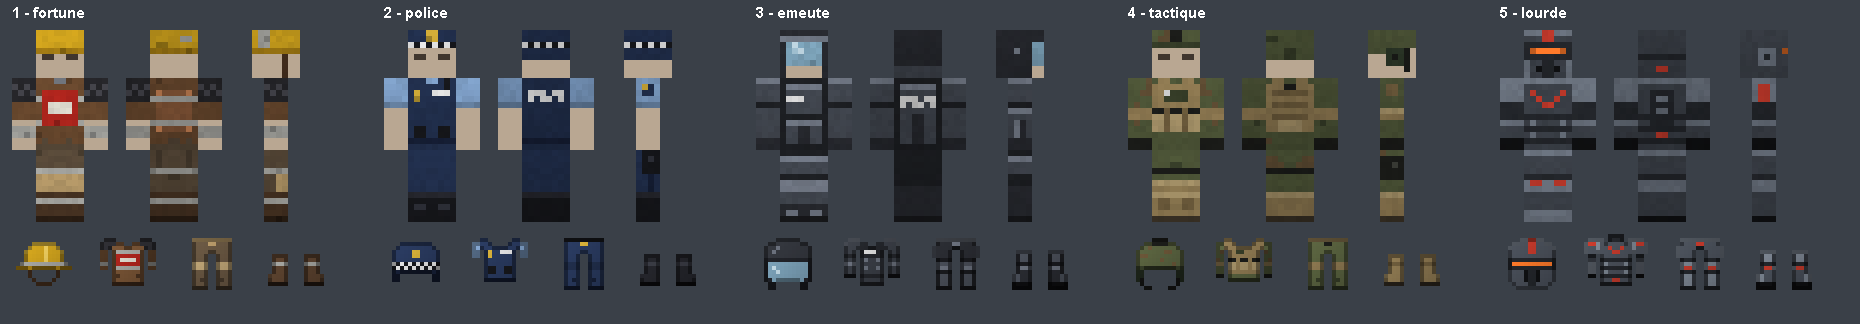 1 - fortune
2 - police
3 - emeute
4 - tactique
5 - lourde